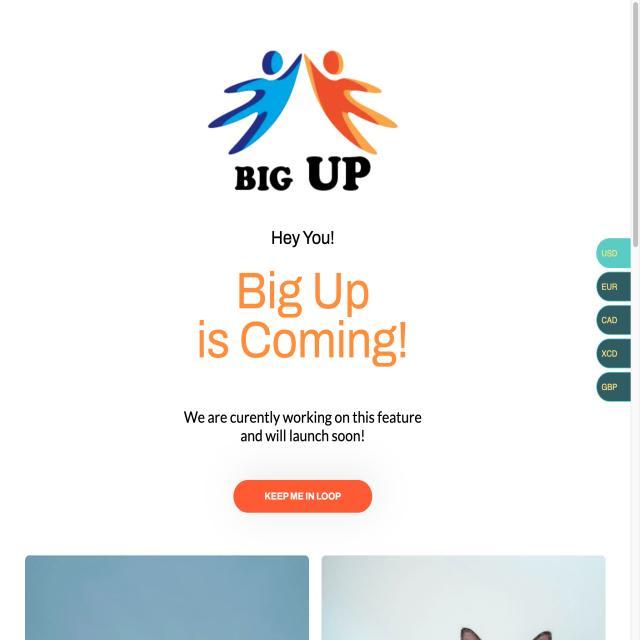 BIG UP
Hey You!
Big Up
is Coming!
We are curently working on this feature
and will launch soon!
KEEP ME IN LOOP
USD
EUR
CAD
XCD
GBP